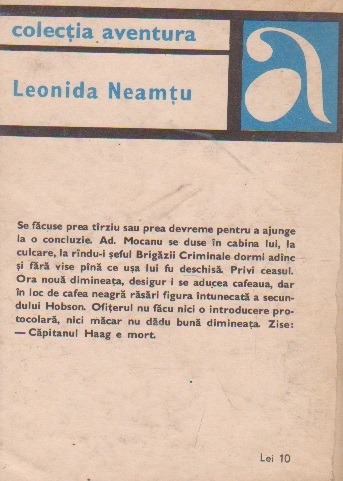 colecția aventura
Leonida Neamțu
a
Se făcuse prea tîrziu sau prea devreme pentru a ajunge
la o concluzie. Ad. Mocanu se duse în cabina lui, la
culcare, la rîndu-i șeful Brigăzii Criminale dormi adînc
și fără vise pînă ce ușa lui fu deschisă. Privi ceasul.
Ora nouă dimineața, desigur i se aducea cafeaua, dar
în loc de cafea neagră răsări figura întunecată a secun-
dului Hobson. Ofițerul nu făcu nici o introducere pro-
tocolară, nici măcar nu dădu bună dimineața. Zise:
— Căpitanul Haag e mort.
Lei 10